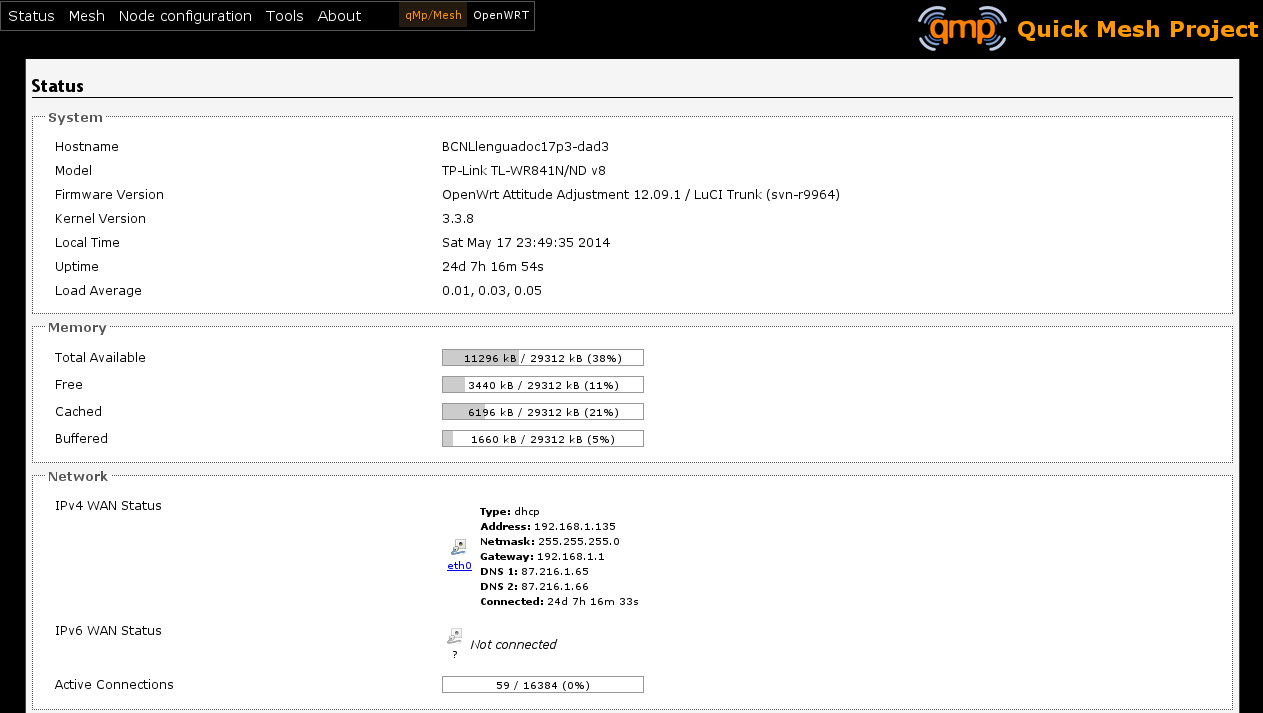 Status Mesh Node configuration Tools About qMp/Mesh OpenWRT
qmp Quick Mesh Project
Status
System
Hostname BCNLlenguadoc17p3-dad3
Model TP-Link TL-WR841N/ND v8
Firmware Version OpenWrt Attitude Adjustment 12.09.1 / LuCI Trunk (svn-r9964)
Kernel Version 3.3.8
Local Time Sat May 17 23:49:35 2014
Uptime 24d 7h 16m 54s
Load Average 0.01, 0.03, 0.05
Memory
Total Available 11296 kB / 29312 kB (38%)
Free 3440 kB / 29312 kB (11%)
Cached 6196 kB / 29312 kB (21%)
Buffered 1660 kB / 29312 kB (5%)
Network
IPv4 WAN Status
eth0
Type: dhcp
Address: 192.168.1.135
Netmask: 255.255.255.0
Gateway: 192.168.1.1
DNS 1: 87.216.1.65
DNS 2: 87.216.1.66
Connected: 24d 7h 16m 33s
IPv6 WAN Status
? Not connected
Active Connections 59 / 16384 (0%)